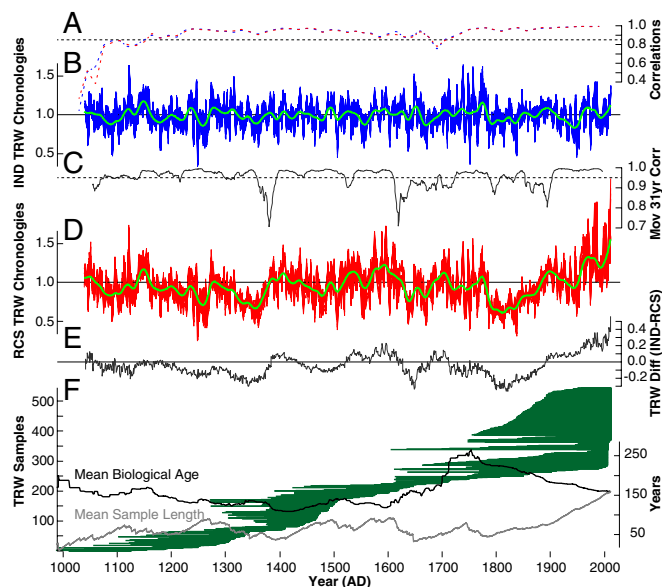 A
1.0
0.8
0.6
0.4
Correlations
B
1.5
1.0
0.5
IND TRW Chronologies
C
1.0
0.9
0.8
0.7
Mov 31yr Corr
D
1.5
1.0
0.5
RCS TRW Chronologies
E
0.4
0.2
0.0
-0.2
TRW Diff (IND-RCS)
F
500
400
300
200
100
TRW Samples
Mean Biological Age
Mean Sample Length
250
150
50
Years
1000 1100 1200 1300 1400 1500 1600 1700 1800 1900 2000
Year (AD)